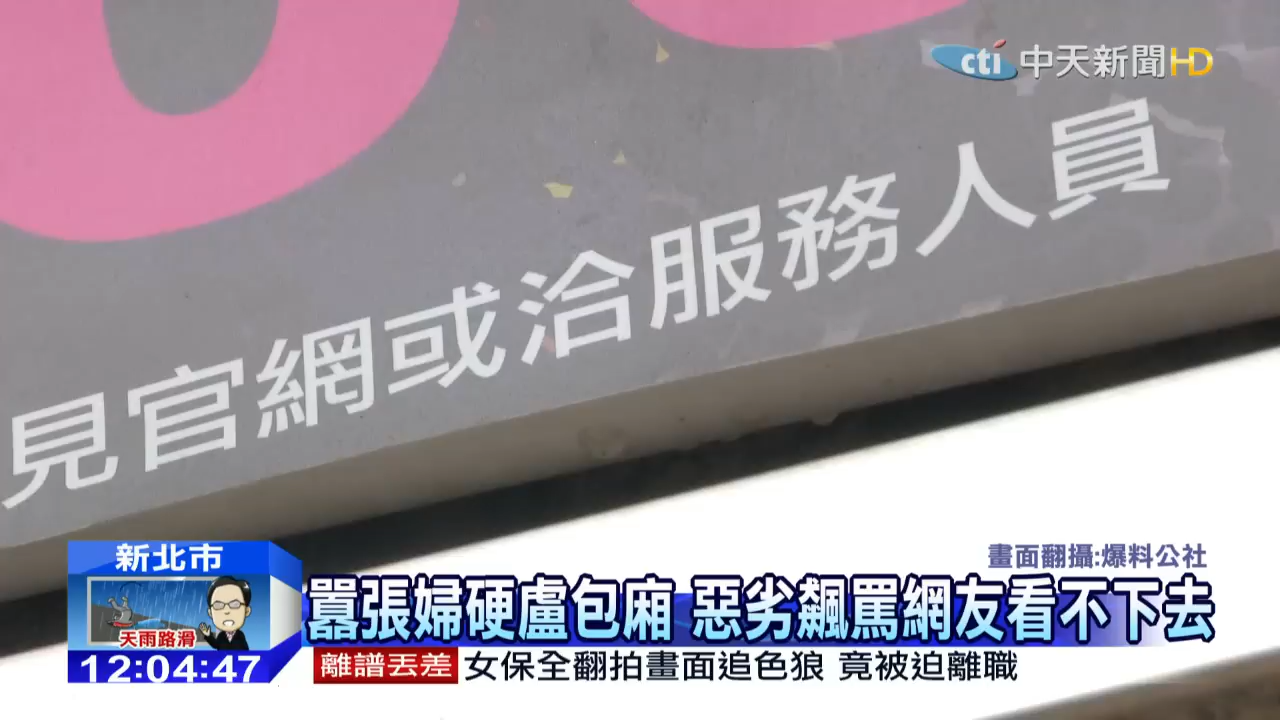 cti 中天新聞HD
見官網或洽服務人員
畫面翻攝:爆料公社
新北市
天雨路滑
12:04:47
囂張婦硬盧包廂 惡劣飆罵網友看不下去
離譜丟差 女保全翻拍畫面追色狼 竟被迫離職